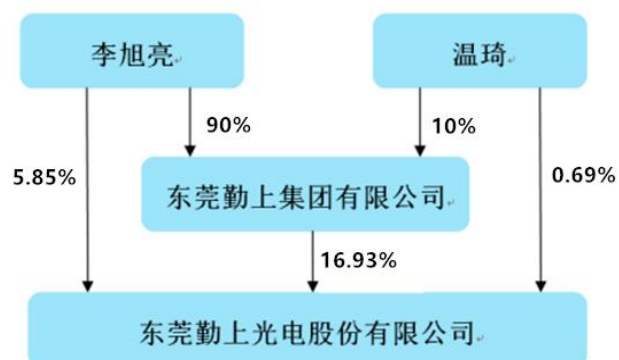 李旭亮
温琦
90%
10%
5.85%
0.69%
东莞勤上集团有限公司
16.93%
东莞勤上光电股份有限公司